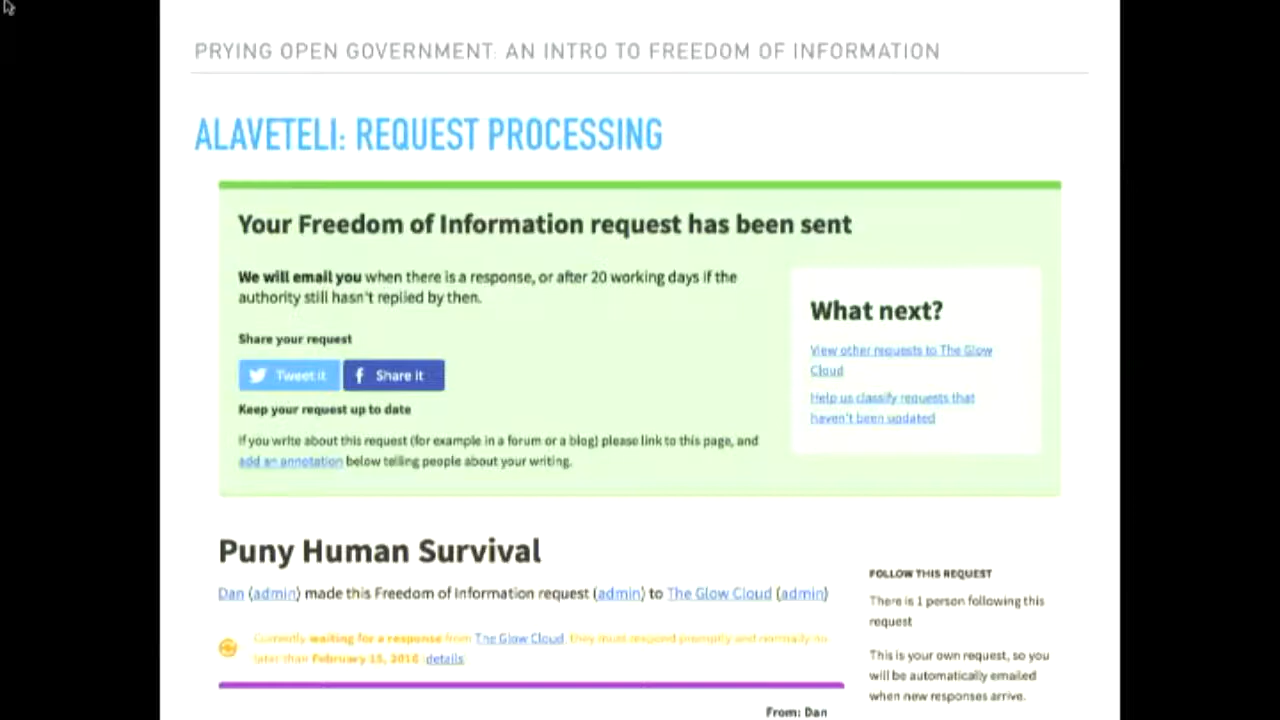 PRYING OPEN GOVERNMENT: AN INTRO TO FREEDOM OF INFORMATION
ALAVETELI: REQUEST PROCESSING
Your Freedom of Information request has been sent
We will email you when there is a response, or after 20 working days if the
authority still hasn't replied by then.
Share your request
Tweet it
Share it
Keep your request up to date
If you write about this request (for example in a forum or a blog) please link to this page, and
add an annotation below telling people about your writing.
What next?
View other requests to The Glow
Cloud
Help us classify requests that
haven't been updated
Puny Human Survival
Dan (admin) made this Freedom of Information request (admin) to The Glow Cloud (admin)
Currently waiting for a response from The Glow Cloud, they must respond promptly and normally no
later than February 15, 2016 (details)
From: Dan
FOLLOW THIS REQUEST
There is 1 person following this
request
This is your own request, so you
will be automatically emailed
when new responses arrive.